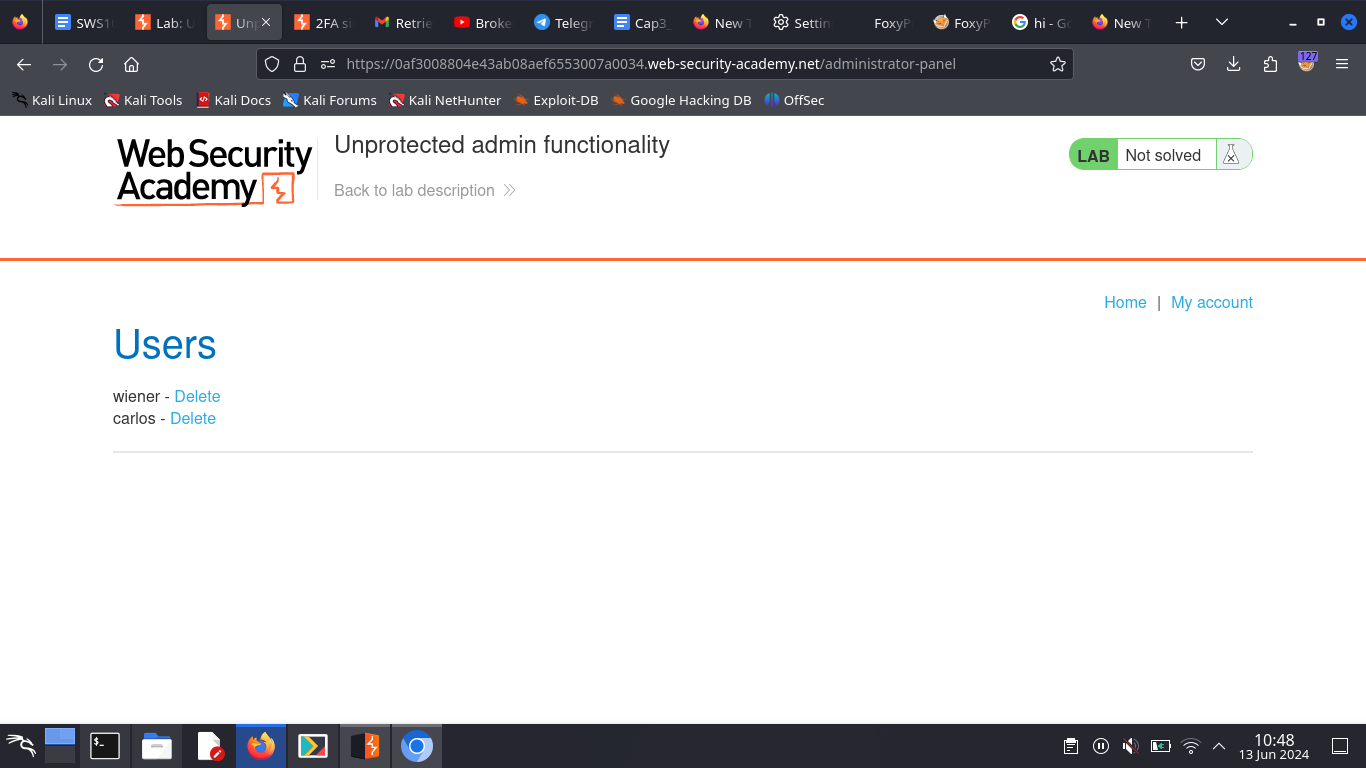 SWS1
Lab: U
Unp
2FA si
Retrie
Broke
Telegr
Cap3_
New T
Settin
FoxyP
FoxyP
hi - Go
New T
https://0af3008804e43ab08aef6553007a0034.web-security-academy.net/administrator-panel
127
Kali Linux
Kali Tools
Kali Docs
Kali Forums
Kali NetHunter
Exploit-DB
Google Hacking DB
OffSec
WebSecurity
Academy
Unprotected admin functionality
Back to lab description
LAB
Not solved
Home | My account
Users
wiener - Delete
carlos - Delete
10:48
13 Jun 2024